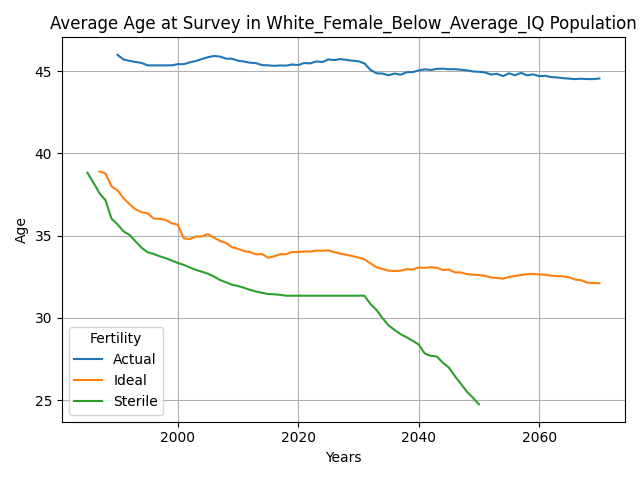 Average Age at Survey in White_Female_Below_Average_IQ Population
45
40
35
30
25
Age
Fertility
Actual
Ideal
Sterile
2000 2020 2040 2060
Years